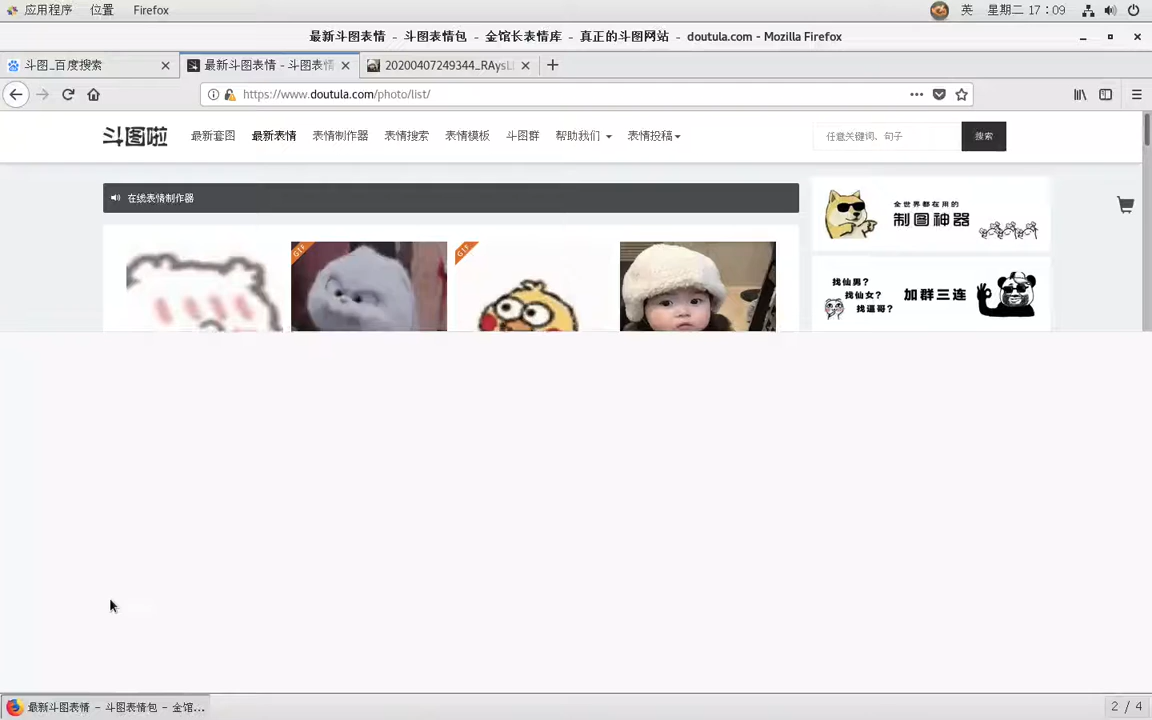 应用程序 位置 Firefox 英 星期二 17：09
最新斗图表情 - 斗图表情包 - 金馆长表情库 - 真正的斗图网站 - doutula.com - Mozilla Firefox
斗图_百度搜索 最新斗图表情 - 斗图表情 20200407249344_RAysL
https://www.doutula.com/photo/list/
斗图啦 最新套图 最新表情 表情制作器 表情搜索 表情模板 斗图群 帮助我们 表情投稿 任意关键词、句子 搜索
在线表情制作器
全世界都在用的
制图神器
GIF GIF
找仙男?
找仙女?
找逼哥?
加群三连
最新斗图表情 - 斗图表情包 - 金馆... 2 / 4